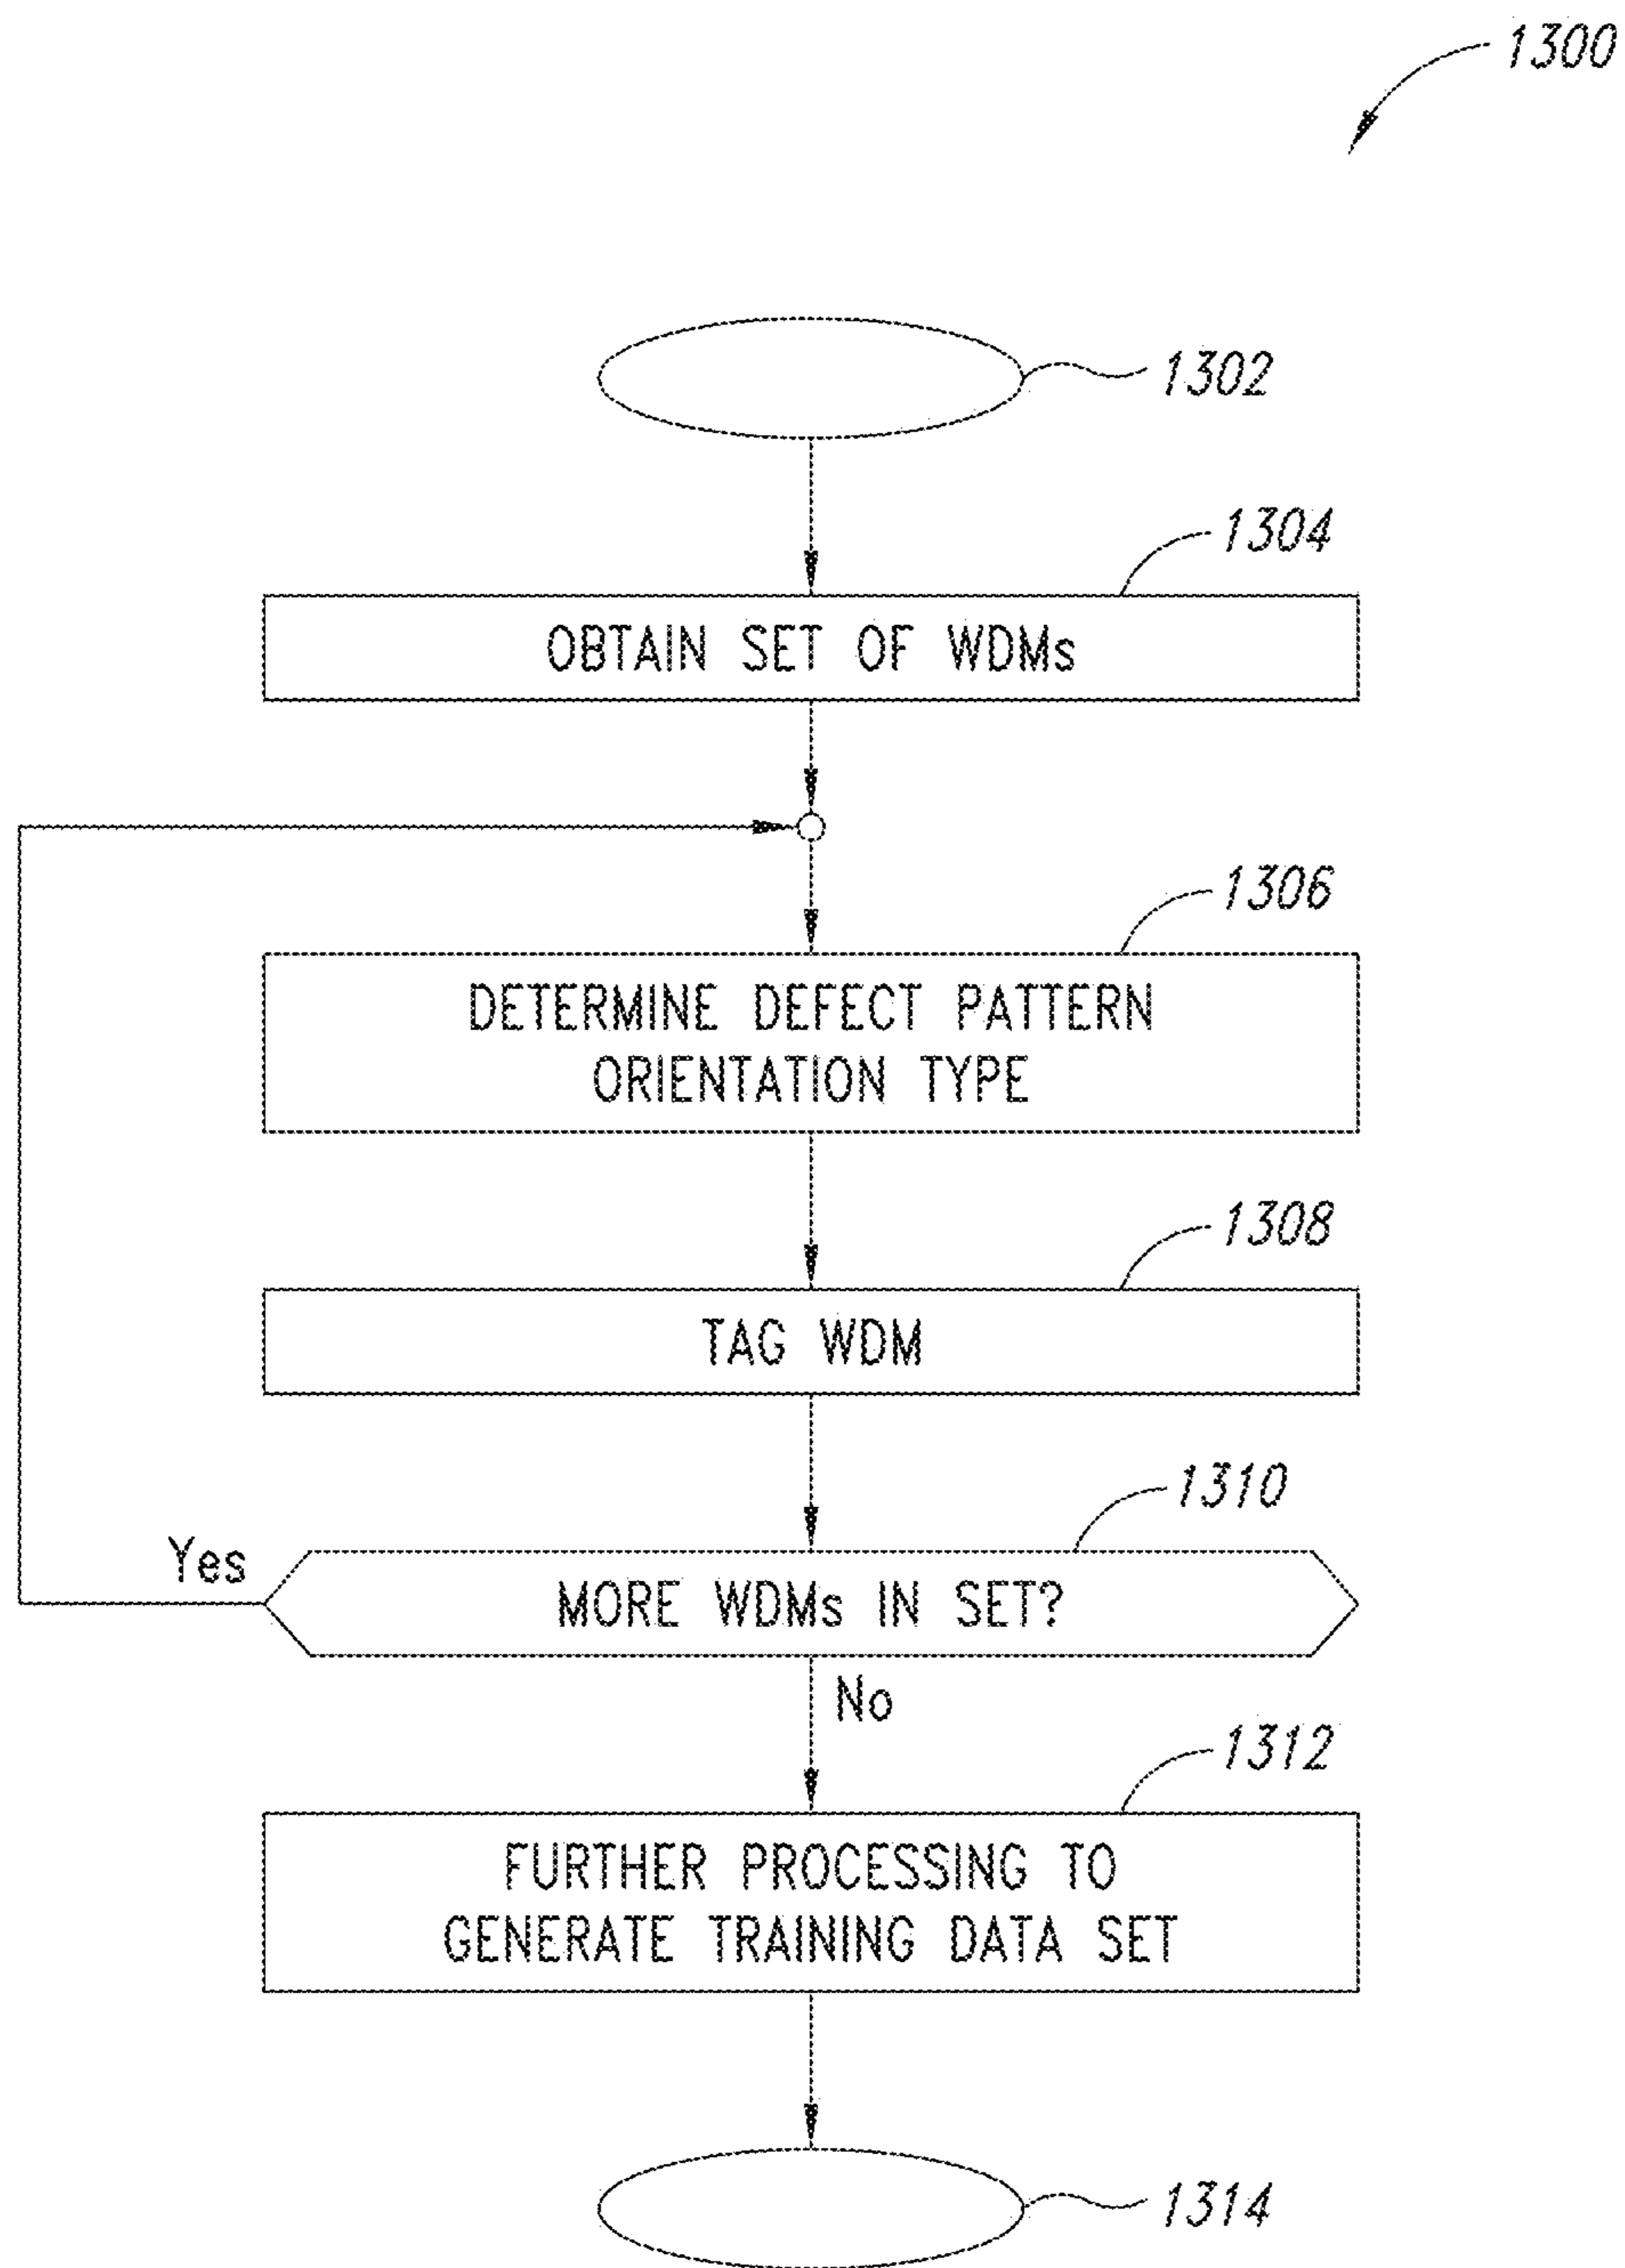 1300
1302
1304
OBTAIN SET OF WDMs
1306
DETERMINE DEFECT PATTERN
ORIENTATION TYPE
1308
TAG WDM
1310
Yes
MORE WDMs IN SET?
No
1312
FURTHER PROCESSING TO
GENERATE TRAINING DATA SET
1314